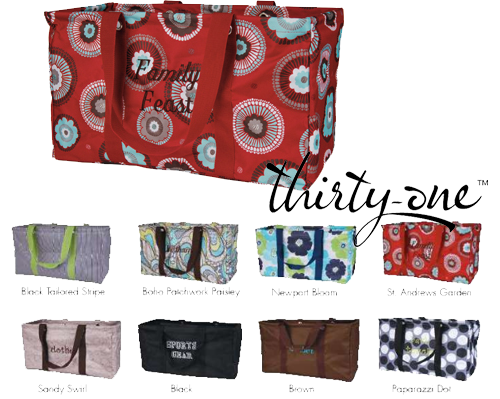 Family
Feast
thirty-one™
Black Tailored Stripe
Boho Patchwork Paisley
Newport Bloom
St. Andrews Garden
SPORTS
GEAR
Sandy Swirl
Black
Brown
Paparazzi Dot